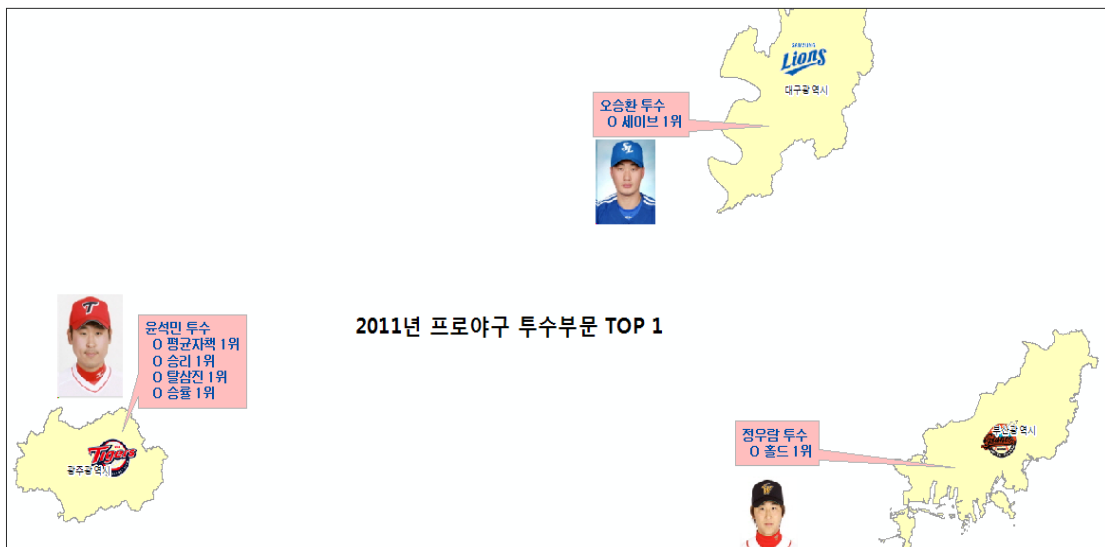 SAMSUNG
Lions
대구광역시
오승환 투수
O 세이브 1위
SL
T
윤석민 투수
O 평균자책 1위
O 승리 1위
O 탈삼진 1위
O 승률 1위
2011년 프로야구 투수부문 TOP 1
Tigers
광주광역시
정우람 투수
O 홀드 1위
부산광역시